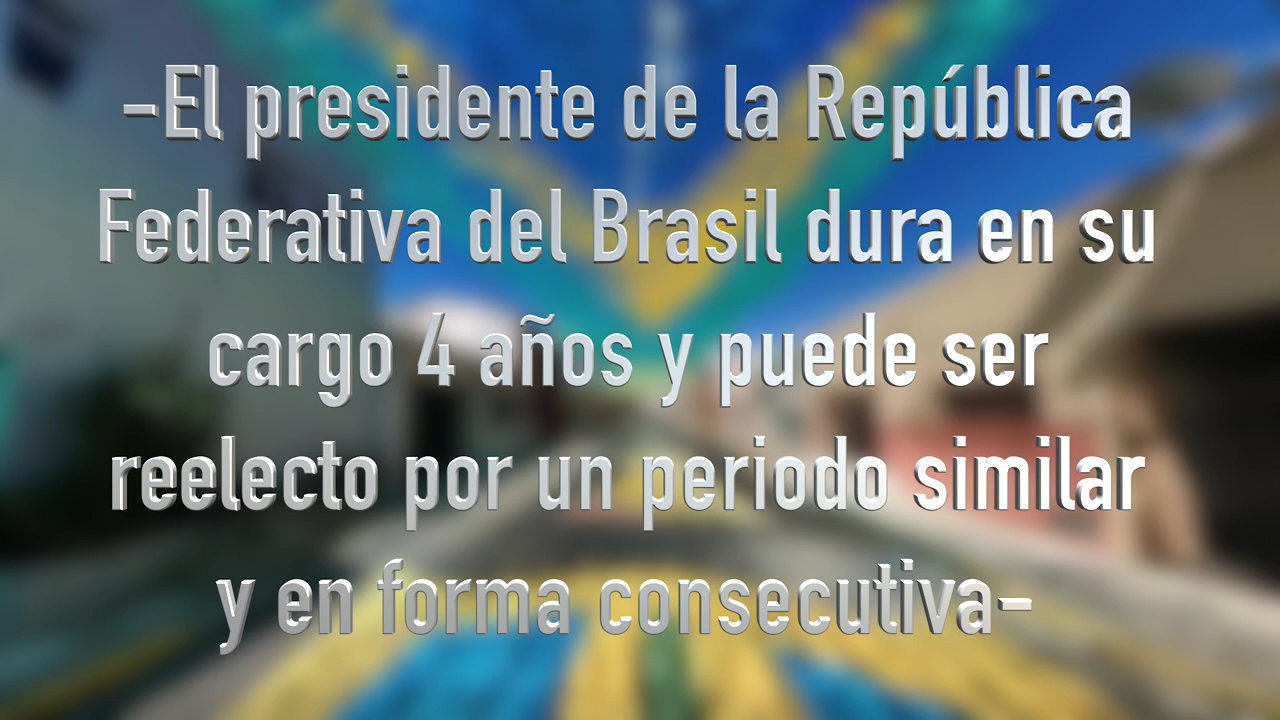 -El presidente de la República
Federativa del Brasil dura en su
cargo 4 años y puede ser
reelecto por un periodo similar
y en forma consecutiva-